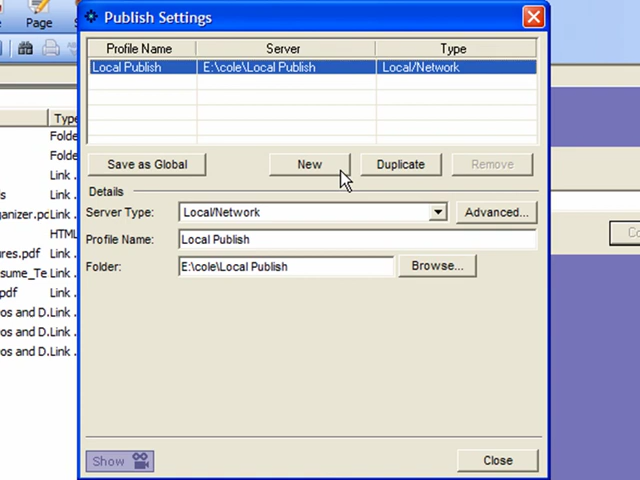 Page
Publish Settings
Profile Name Server Type
Local Publish E:\cole\Local Publish Local/Network
Type
Folde
Folde
Link .
Save as Global New Duplicate Remove
s Link .
Details
ganizer.pc Link .
Server Type: Local/Network Advanced...
HTML
Profile Name: Local Publish
Co
ures.pdf Link .
Folder: E:\cole\Local Publish Browse...
sume_Te Link .
.pdf Link .
os and D. Link .
os and D. Link .
os and D. Link .
Show Close